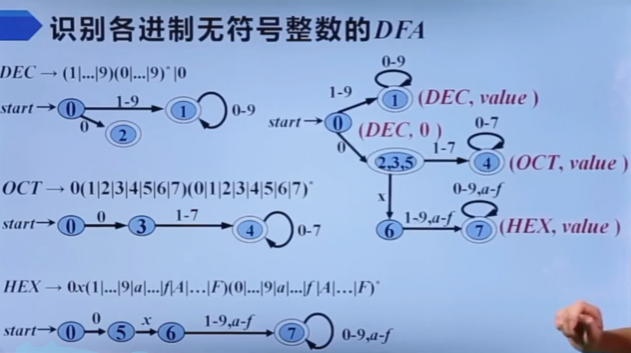 识别各进制无符号整数的DFA
DEC → (1|...|9)(0|...|9)*|0
start
0
1-9
1
0-9
0
2
OCT → 0(1|2|3|4|5|6|7)(0|1|2|3|4|5|6|7)*
start
0
0
3
1-7
4
0-7
HEX → 0x(1|...|9|a|...|f|A|...|F)(0|...|9|a|...|f|A|...|F)*
start
0
0
5
x
6
1-9,a-f
7
0-9,a-f
0-9
1-9
1
(DEC, value )
start
0
(DEC, 0 )
0
2,3,5
1-7
0-7
4
(OCT, value )
x
6
1-9,a-f
0-9,a-f
7
(HEX, value )